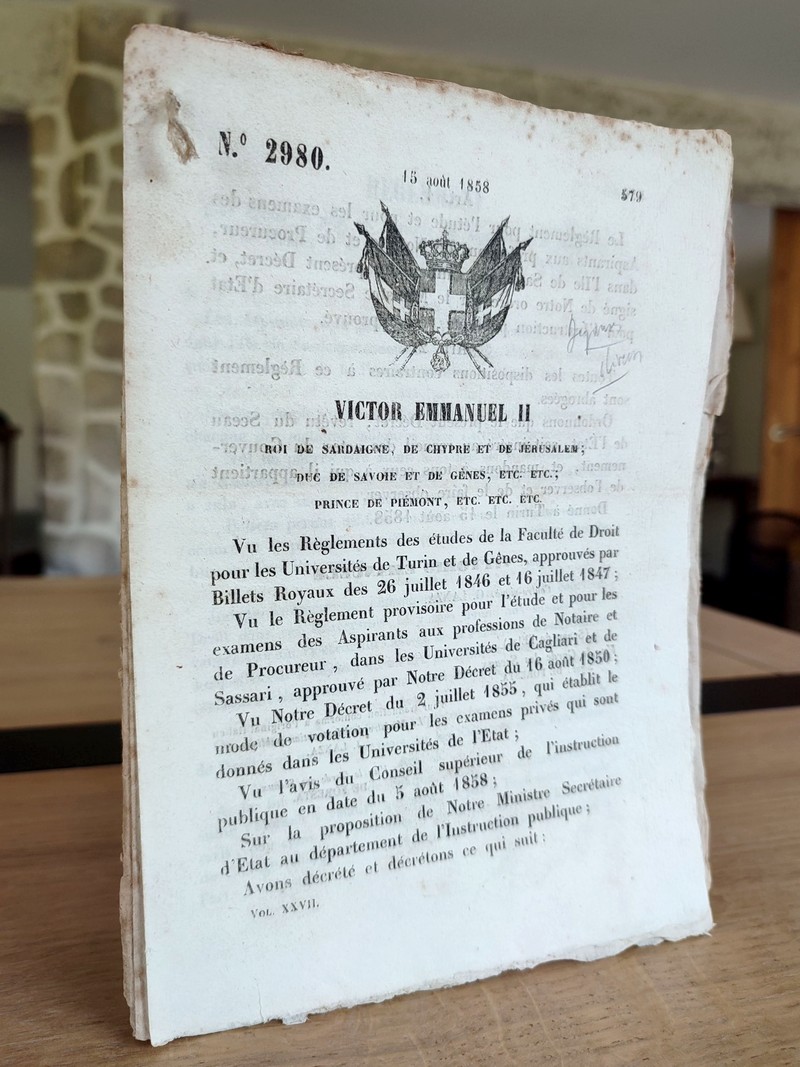 N.º 2980.
15 août 1858
579
VICTOR EMMANUEL II
ROI DE SARDAIGNE, DE CHYPRE ET DE JÉRUSALEM;
DUC DE SAVOIE ET DE GÊNES, ETC. ETC.;
PRINCE DE PIÉMONT, ETC. ETC. ETC.
Vu les Règlements des études de la Faculté de Droit
pour les Universités de Turin et de Gênes, approuvés par
Billets Royaux des 26 juillet 1846 et 16 juillet 1847;
Vu le Règlement provisoire pour l'étude et pour les
examens des Aspirants aux professions de Notaire et
de Procureur, dans les Universités de Cagliari et de
Sassari, approuvé par Notre Décret du 16 août 1850;
Vu Notre Décret du 2 juillet 1855, qui établit le
mode de votation pour les examens privés qui sont
donnés dans les Universités de l'Etat;
Vu l'avis du Conseil supérieur de l'instruction
publique en date du 5 août 1858;
Sur la proposition de Notre Ministre Secrétaire
d'Etat au département de l'Instruction publique;
Avons décrété et décrétons ce qui suit:
VOL. XXVII.